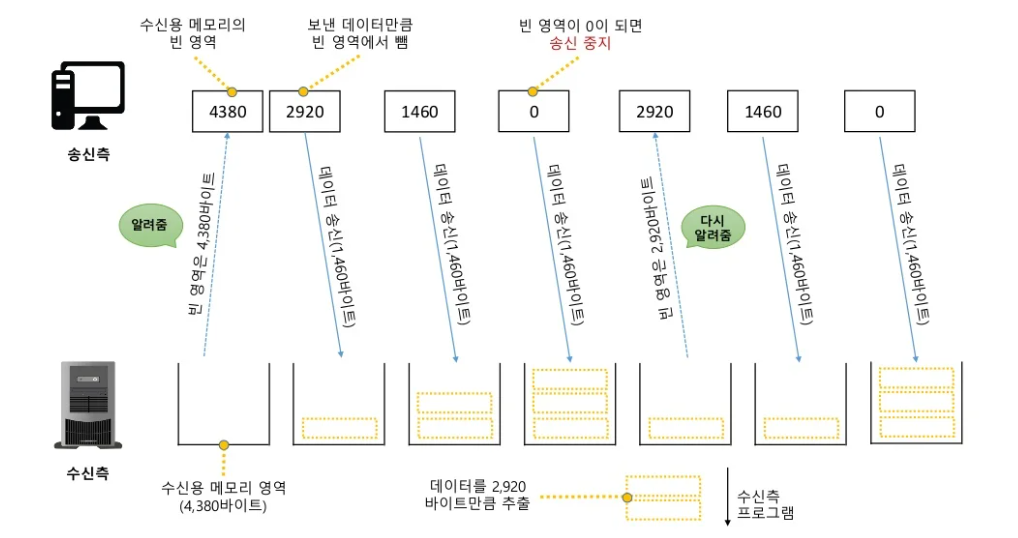 수신용 메모리의
빈 영역
보낸 데이터만큼
빈 영역에서 뺌
빈 영역이 0이 되면
송신 중지
4380
2920
1460
0
2920
1460
0
송신측
알려줌
빈 영역은 4,380바이트
데이터 송신(1,460바이트)
데이터 송신(1,460바이트)
데이터 송신(1,460바이트)
빈 영역은 2,920바이트
다시
알려줌
데이터 송신(1,460바이트)
데이터 송신(1,460바이트)
수신측
수신용 메모리 영역
(4,380바이트)
데이터를 2,920
바이트만큼 추출
수신측
프로그램